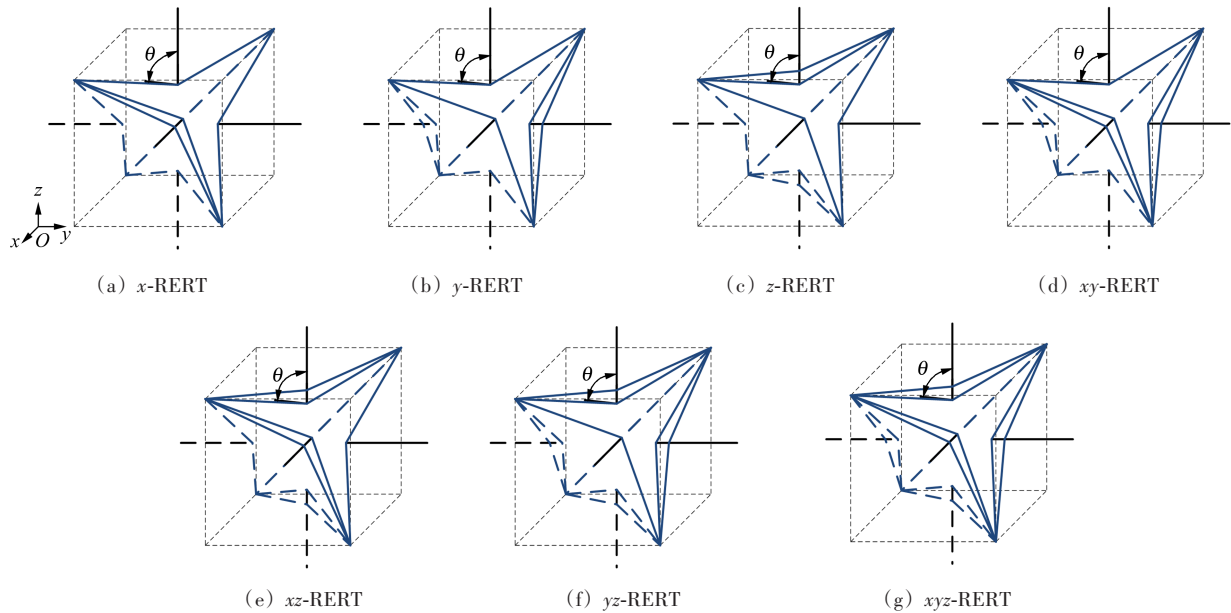 θ θ θ θ
z
x O y
(a) x-RERT (b) y-RERT (c) z-RERT (d) xy-RERT
θ θ θ
(e) xz-RERT (f) yz-RERT (g) xyz-RERT